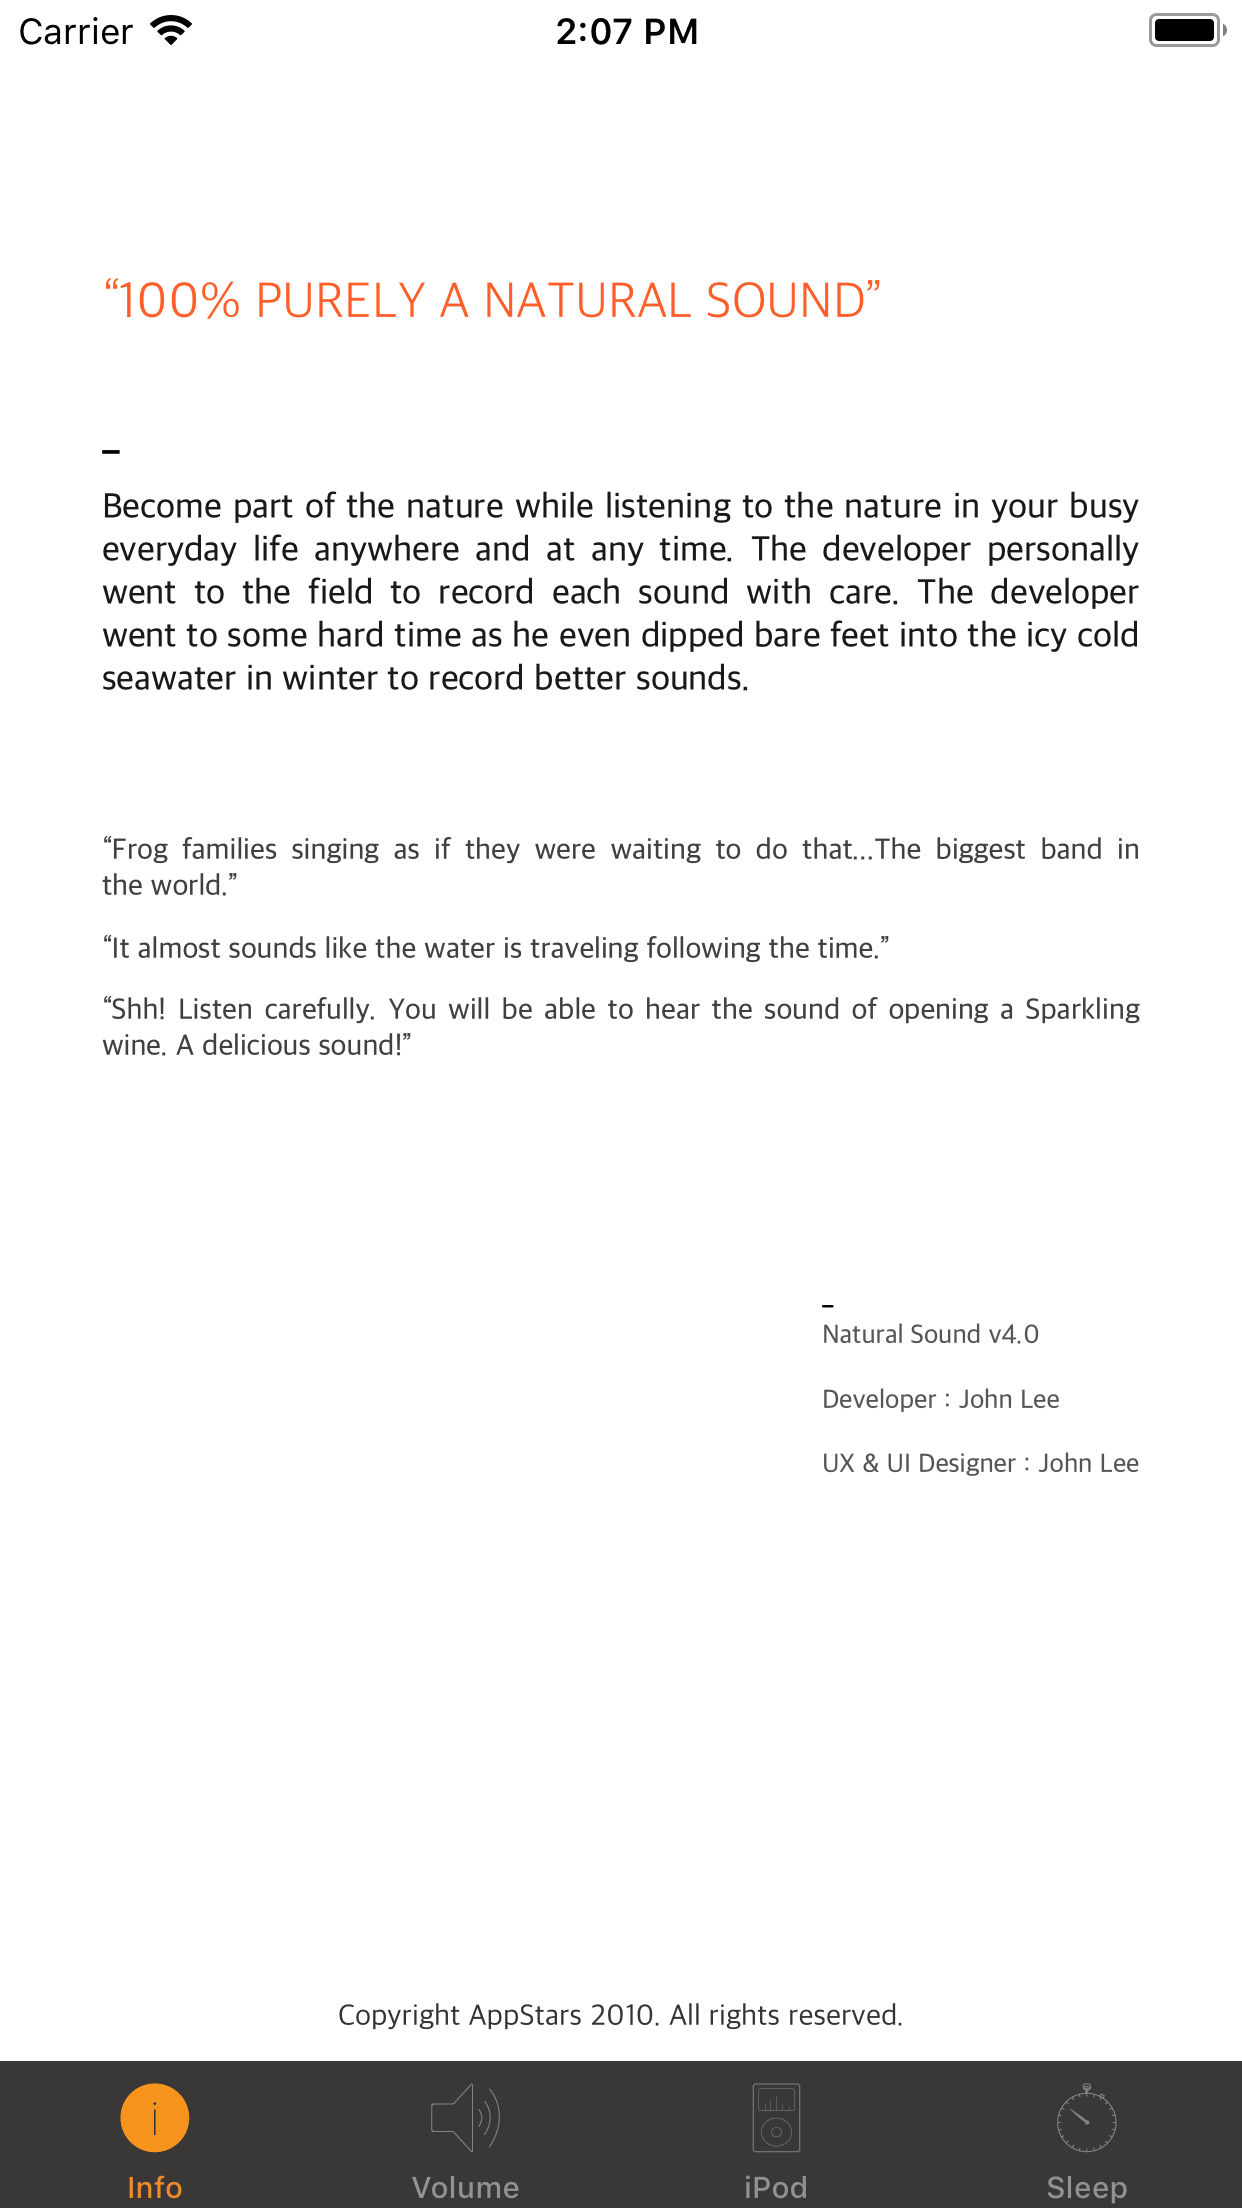 Carrier
2:07 PM
“100% PURELY A NATURAL SOUND”
–
Become part of the nature while listening to the nature in your busy
everyday life anywhere and at any time. The developer personally
went to the field to record each sound with care. The developer
went to some hard time as he even dipped bare feet into the icy cold
seawater in winter to record better sounds.
“Frog families singing as if they were waiting to do that...The biggest band in
the world.”
“It almost sounds like the water is traveling following the time.”
“Shh! Listen carefully. You will be able to hear the sound of opening a Sparkling
wine. A delicious sound!”
–
Natural Sound v4.0
Developer : John Lee
UX & UI Designer : John Lee
Copyright AppStars 2010. All rights reserved.
Info
Volume
iPod
Sleep